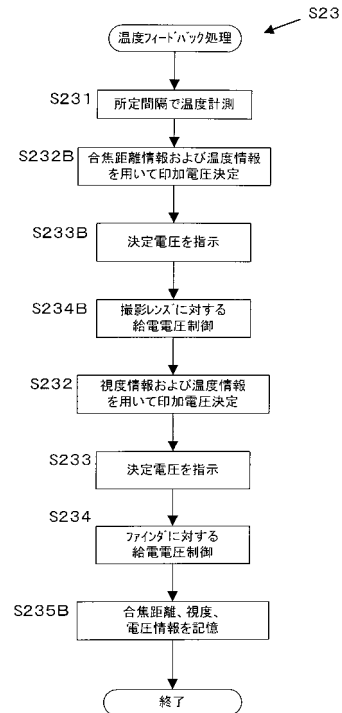 S23
温度フィードバック処理
S231
所定間隔で温度計測
S232B
合焦距離情報および温度情報
を用いて印加電圧決定
S233B
決定電圧を指示
S234B
撮影レンズに対する
給電電圧制御
S232
視度情報および温度情報
を用いて印加電圧決定
S233
決定電圧を指示
S234
ファインダに対する
給電電圧制御
S235B
合焦距離、視度、
電圧情報を記憶
終了